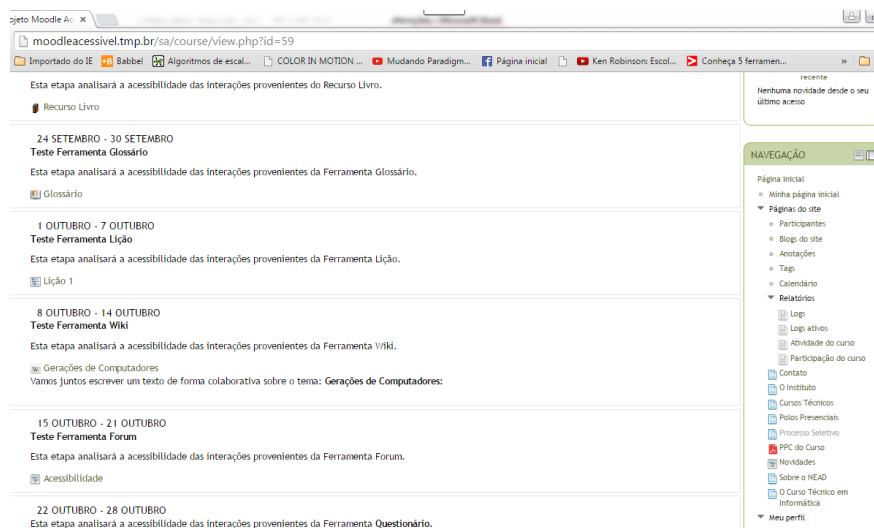 ojeto Moodle Ac
moodleacessivel.tmp.br/sa/course/view.php?id=59
Importado do IE Babbel Algoritmos de escal... COLOR IN MOTION ... Mudando Paradigm... Página inicial Ken Robinson: Escol... Conheça 5 ferramen... »
Esta etapa analisará a acessibilidade das interações provenientes do Recurso Livro.
Recurso Livro
24 SETEMBRO - 30 SETEMBRO
Teste Ferramenta Glossário
Esta etapa analisará a acessibilidade das interações provenientes da Ferramenta Glossário.
Glossário
1 OUTUBRO - 7 OUTUBRO
Teste Ferramenta Lição
Esta etapa analisará a acessibilidade das interações provenientes da Ferramenta Lição.
Lição 1
8 OUTUBRO - 14 OUTUBRO
Teste Ferramenta Wiki
Esta etapa analisará a acessibilidade das interações provenientes da Ferramenta Wiki.
Gerações de Computadores
Vamos juntos escrever um texto de forma colaborativa sobre o tema: Gerações de Computadores:
15 OUTUBRO - 21 OUTUBRO
Teste Ferramenta Forum
Esta etapa analisará a acessibilidade das interações provenientes da Ferramenta Forum.
Acessibilidade
22 OUTUBRO - 28 OUTUBRO
Esta etapa analisará a acessibilidade das interações provenientes da Ferramenta Questionário.
recente
Nenhuma novidade desde o seu
último acesso
NAVEGAÇÃO
Página inicial
Minha página inicial
Páginas do site
Participantes
Blogs do site
Anotações
Tags
Calendário
Relatórios
Logs
Logs ativos
Atividade do curso
Participação do curso
Contato
O Instituto
Cursos Técnicos
Polos Presenciais
Processo Seletivo
PPC do Curso
Novidades
Sobre o NEAD
O Curso Técnico em
Informática
Meu perfil